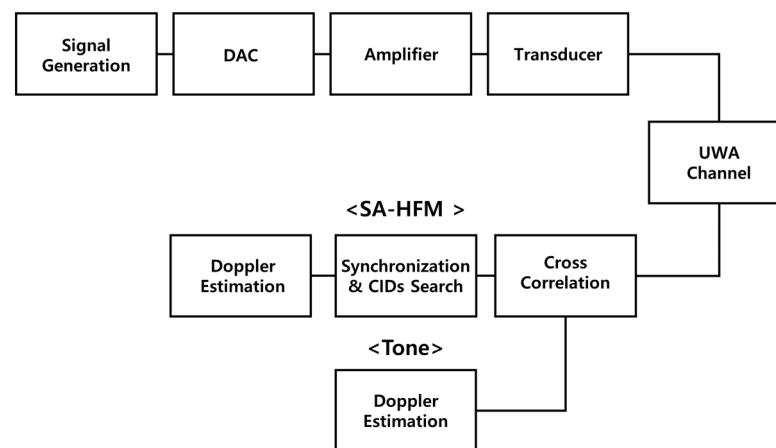 Signal
Generation
DAC
Amplifier
Transducer
UWA
Channel
<SA-HFM >
Doppler
Estimation
Synchronization
& CIDs Search
Cross
Correlation
<Tone>
Doppler
Estimation